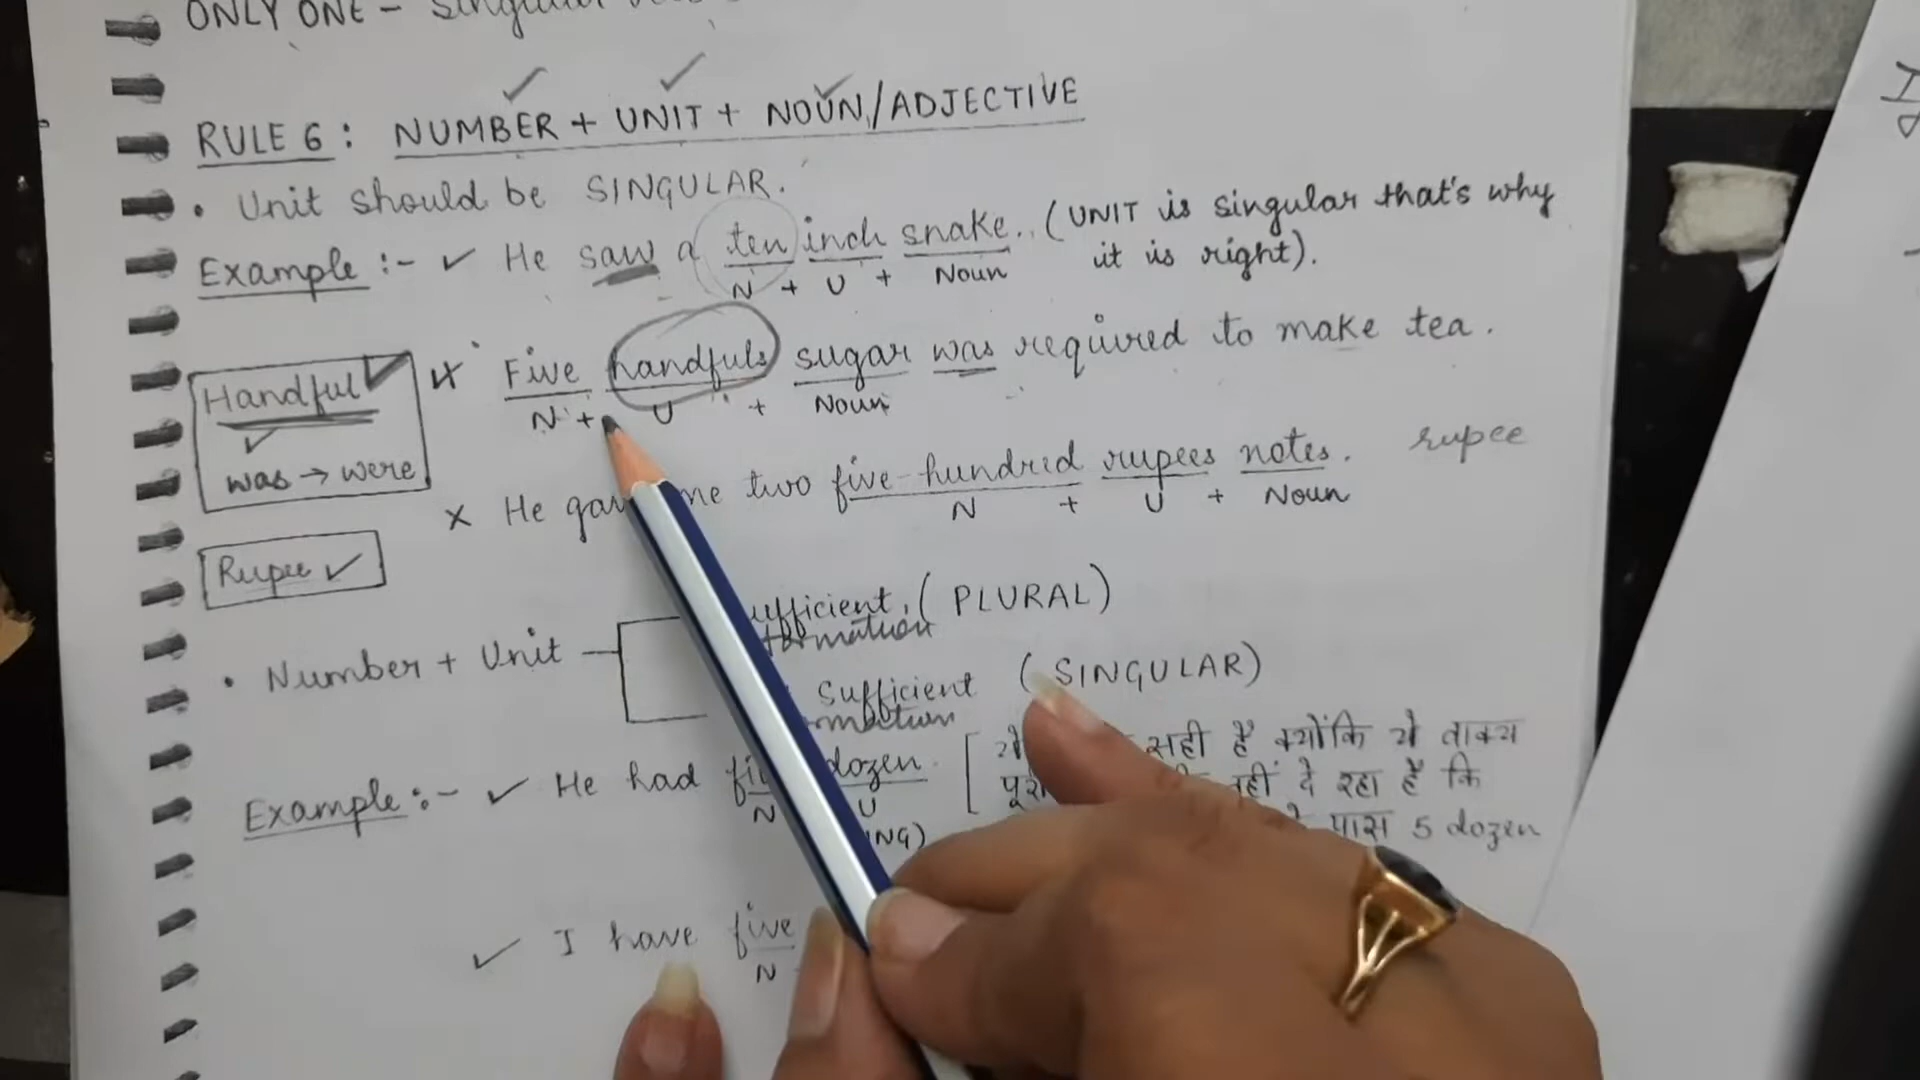 ONLY ONE - Singular
RULE 6 : NUMBER + UNIT + NOUN/ADJECTIVE
• Unit should be SINGULAR.
Example :- ✓ He saw a ten inch snake. (UNIT is singular that's why
it is right).
N + U + Noun
Handful ✓ x Five handfuls sugar was required to make tea.
N + U + Noun
✓
was → were
x He me two five-hundred rupees notes. rupee
N + U + Noun
Rupee ✓
(PLURAL)
• Number + Unit
Sufficient (SINGULAR)
सही है क्योंकि ये वाक्य
Example :- ✓ He had dozen
दे रहा है कि
N U
पास 5 dozen
✓ I have five
N